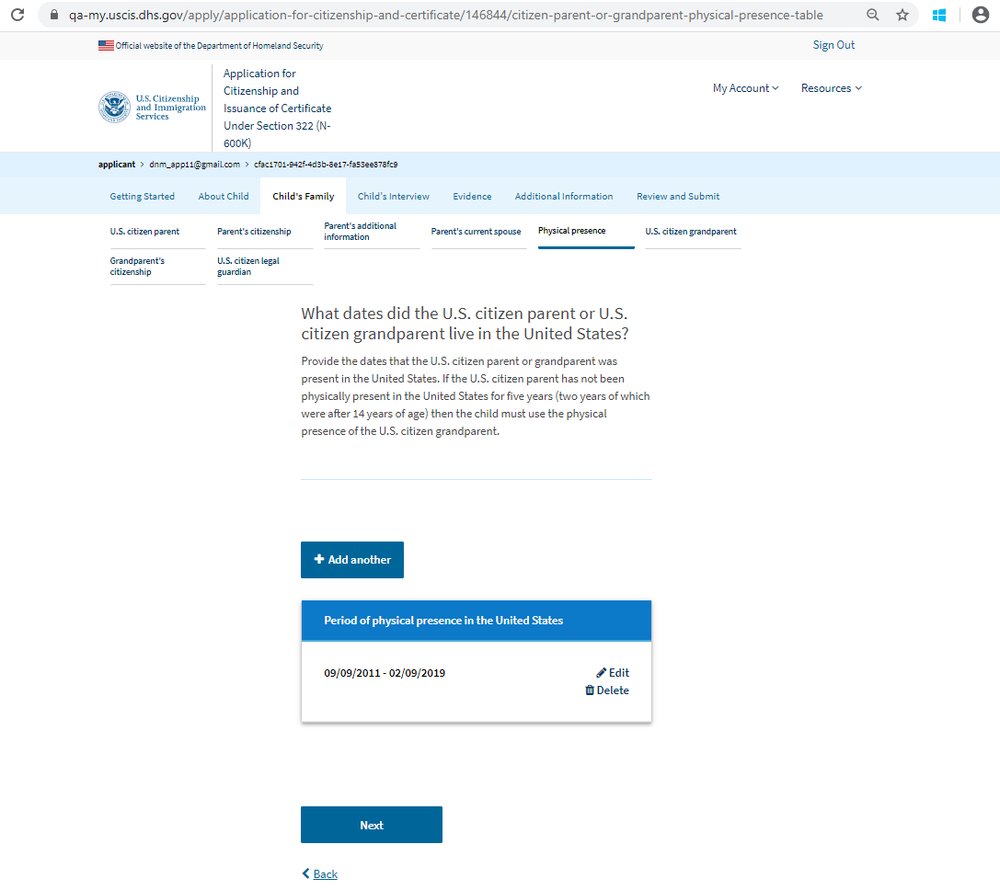 qa-my.uscis.dhs.gov/apply/application-for-citizenship-and-certificate/146844/citizen-parent-or-grandparent-physical-presence-table
Official website of the Department of Homeland Security
Sign Out
U.S. Citizenship
and Immigration
Services
Application for
Citizenship and
Issuance of Certificate
Under Section 322 (N-
600K)
My Account
Resources
applicant > dnm_app11@gmail.com > cfac1701-942f-4d3b-8e17-fa53ee878fc9
Getting Started
About Child
Child's Family
Child's Interview
Evidence
Additional Information
Review and Submit
U.S. citizen parent
Parent's citizenship
Parent's additional
information
Parent's current spouse
Physical presence
U.S. citizen grandparent
Grandparent's
citizenship
U.S. citizen legal
guardian
What dates did the U.S. citizen parent or U.S.
citizen grandparent live in the United States?
Provide the dates that the U.S. citizen parent or grandparent was
present in the United States. If the U.S. citizen parent has not been
physically present in the United States for five years (two years of which
were after 14 years of age) then the child must use the physical
presence of the U.S. citizen grandparent.
Add another
Period of physical presence in the United States
09/09/2011 - 02/09/2019
Edit
Delete
Next
Back